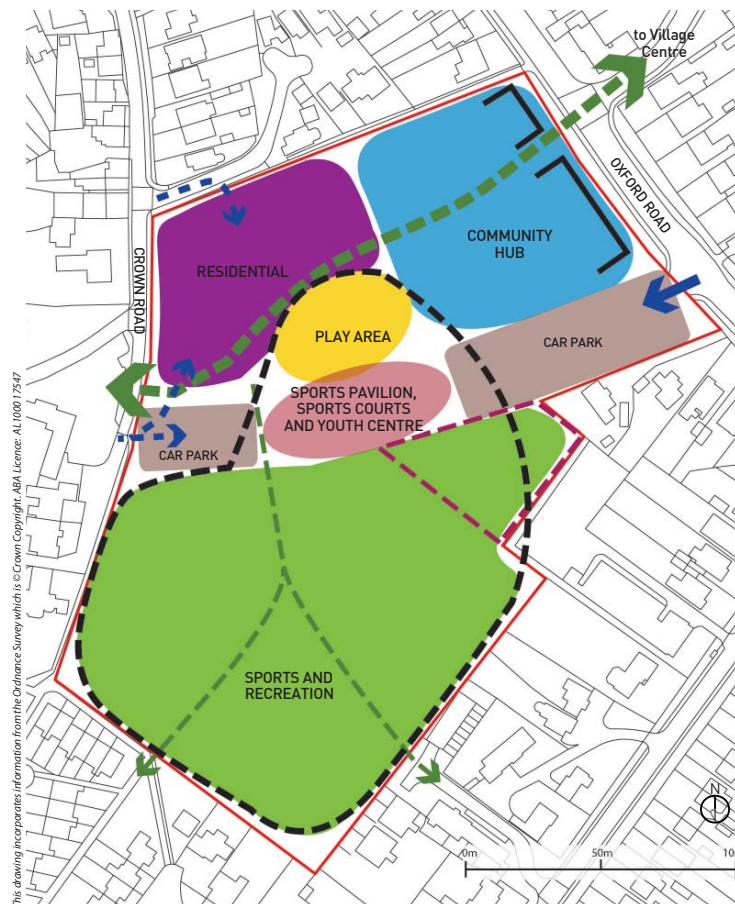 to Village
Centre
OXFORD ROAD
COMMUNITY
HUB
RESIDENTIAL
CROWN ROAD
PLAY AREA
CAR PARK
SPORTS PAVILION,
SPORTS COURTS
AND YOUTH CENTRE
CAR PARK
SPORTS AND
RECREATION
This drawing incorporates information from the Ordnance Survey which is © Crown Copyright. ABA Licence: AL100017547
N
0m 50m